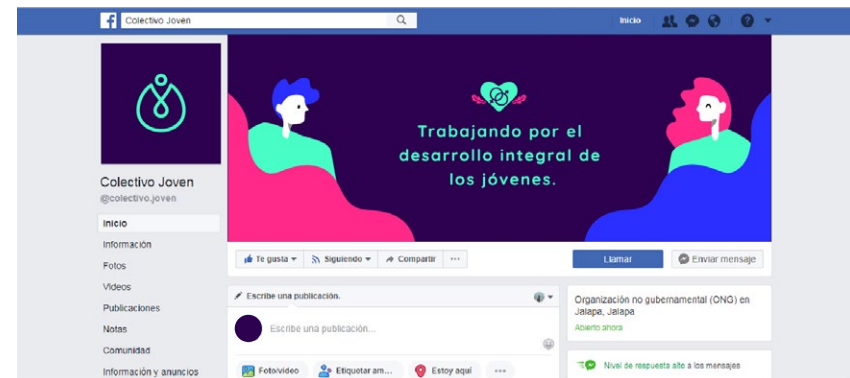 Colectivo Joven
Inicio
Trabajando por el
desarrollo integral de
los jóvenes.
Colectivo Joven
@colectivo.joven
Inicio
Información
Fotos
Videos
Publicaciones
Notas
Comunidad
Información y anuncios
Te gusta
Siguiendo
Compartir
Llamar
Enviar mensaje
Escribe una publicación.
Escribe una publicación...
Foto/video
Etiquetar am...
Estoy aquí
Organización no gubernamental (ONG) en
Jalapa, Jalapa
Abierto ahora
Nivel de respuesta alto a los mensajes